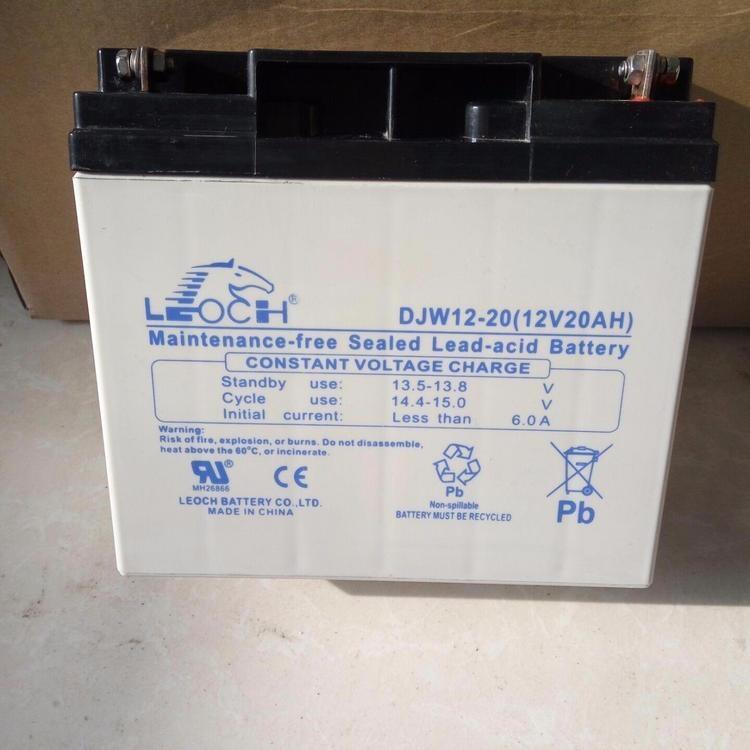 LEOCH®
DJW12-20(12V20AH)
Maintenance-free Sealed Lead-acid Battery
CONSTANT VOLTAGE CHARGE
Standby use: 13.5-13.8 V
Cycle use: 14.4-15.0 V
Initial current: Less than 6.0A
Warning:
Risk of fire, explosion, or burns. Do not disassemble,
heat above the 60°C, or incinerate.
RU® CE
MH26866
LEOCH BATTERY CO.,LTD.
MADE IN CHINA
Pb
Non-spillable
BATTERY MUST BE RECYCLED
Pb